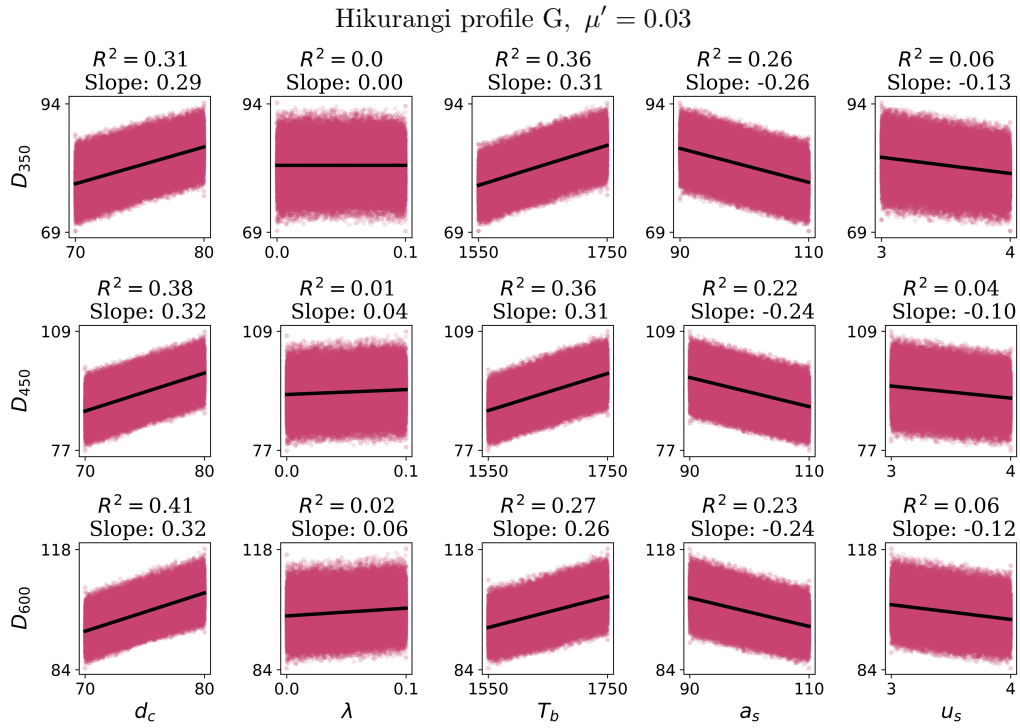 Hikurangi profile G, μ′ = 0.03
R² = 0.31
Slope: 0.29
R² = 0.0
Slope: 0.00
R² = 0.36
Slope: 0.31
R² = 0.26
Slope: -0.26
R² = 0.06
Slope: -0.13
D₃₅₀
94
69
70 80
94
69
0.0 0.1
94
69
1550 1750
94
69
90 110
94
69
3 4
R² = 0.38
Slope: 0.32
R² = 0.01
Slope: 0.04
R² = 0.36
Slope: 0.31
R² = 0.22
Slope: -0.24
R² = 0.04
Slope: -0.10
D₄₅₀
109
77
70 80
109
77
0.0 0.1
109
77
1550 1750
109
77
90 110
109
77
3 4
R² = 0.41
Slope: 0.32
R² = 0.02
Slope: 0.06
R² = 0.27
Slope: 0.26
R² = 0.23
Slope: -0.24
R² = 0.06
Slope: -0.12
D₆₀₀
118
84
70 80
d_c
118
84
0.0 0.1
λ
118
84
1550 1750
T_b
118
84
90 110
a_s
118
84
3 4
u_s